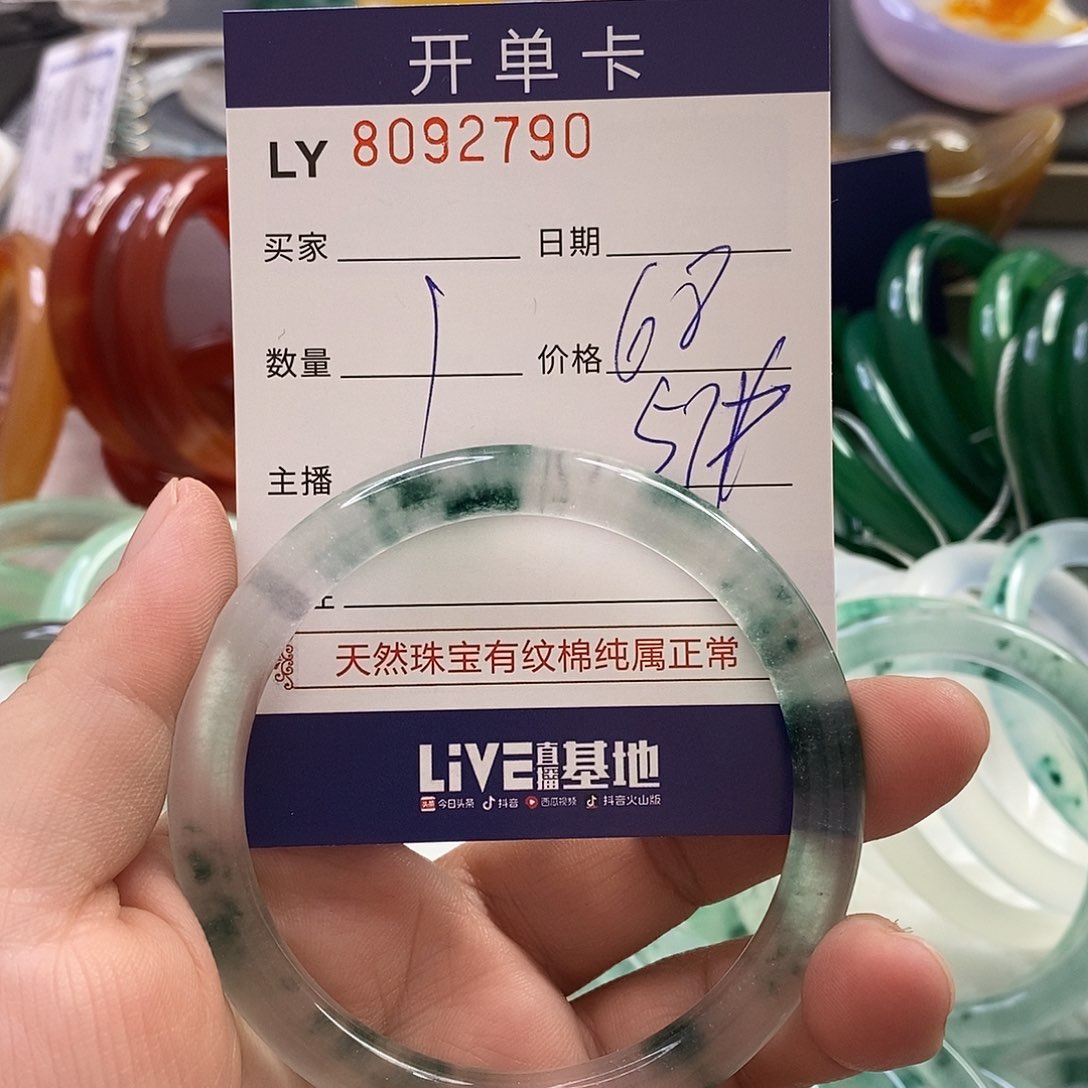 开单卡
LY 8092790
买家 日期
数量 1 价格 68
主播 57
天然珠宝有纹棉纯属正常
LiVE直播基地
今日头条 抖音 西瓜视频 抖音火山版